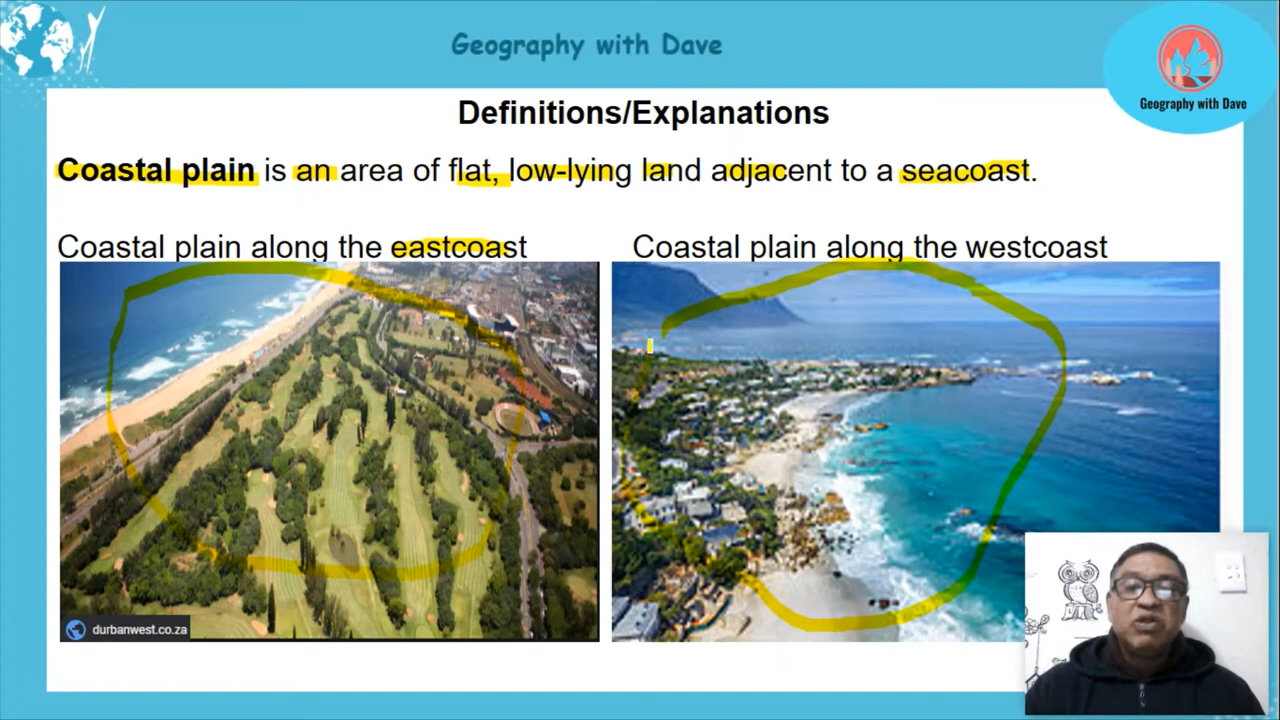 Geography with Dave
Geography with Dave
Definitions/Explanations
Coastal plain is an area of flat, low-lying land adjacent to a seacoast.
Coastal plain along the eastcoast
Coastal plain along the westcoast
durbanwest.co.za